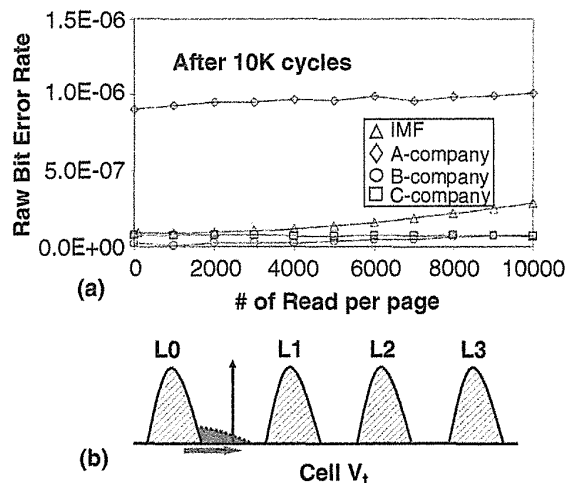 1.5E-06
After 10K cycles
1.0E-06
IMF
A-company
B-company
C-company
5.0E-07
0.0E+00
Raw Bit Error Rate
0 2000 4000 6000 8000 10000
(a)
# of Read per page
L0 L1 L2 L3
(b)
Cell Vt